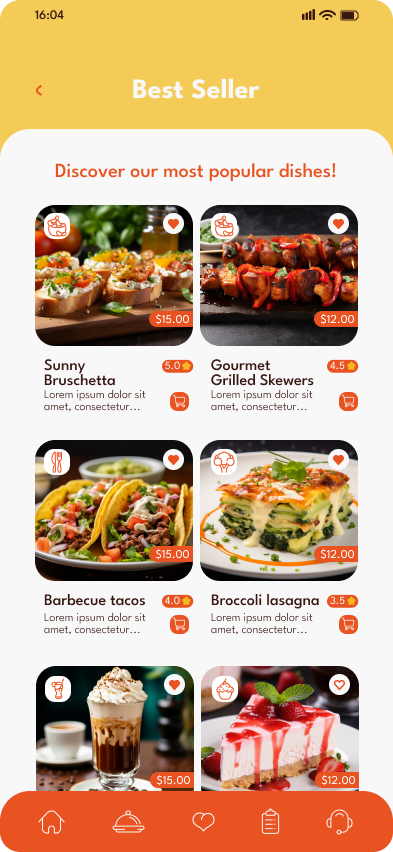 16:04
Best Seller
Discover our most popular dishes!
$15.00
$12.00
Sunny
Bruschetta
5.0
Lorem ipsum dolor sit
amet, consectetur...
Gourmet
Grilled Skewers
4.5
Lorem ipsum dolor sit
amet, consectetur...
$15.00
$12.00
Barbecue tacos
4.0
Lorem ipsum dolor sit
amet, consectetur...
Broccoli lasagna
3.5
Lorem ipsum dolor sit
amet, consectetur...
$15.00
$12.00